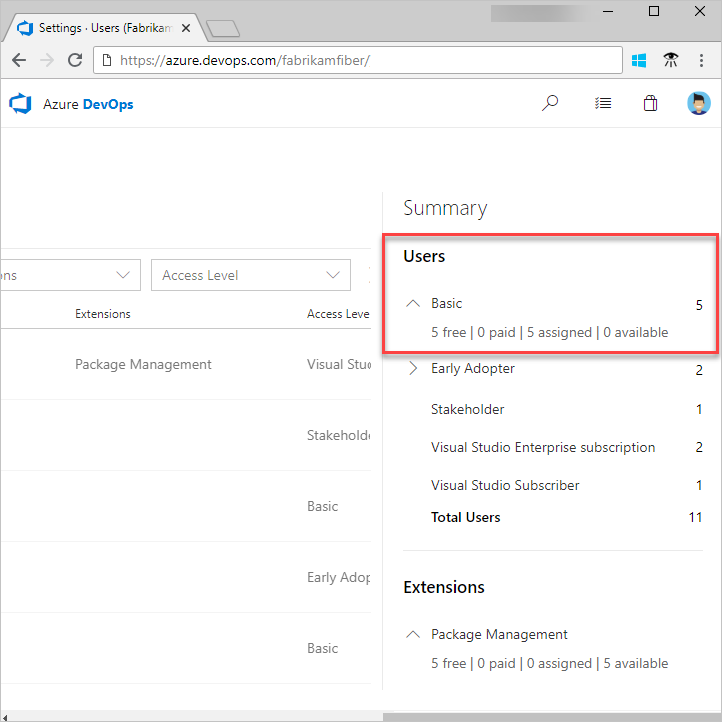 Settings · Users (Fabrikam
https://azure.devops.com/fabrikamfiber/
Azure DevOps
Summary
Users
Basic 5
5 free | 0 paid | 5 assigned | 0 available
Early Adopter 2
Stakeholder 1
Visual Studio Enterprise subscription 2
Visual Studio Subscriber 1
Total Users 11
Extensions
Package Management
5 free | 0 paid | 0 assigned | 5 available
ons Access Level
Extensions Access Leve
Package Management Visual Stu
Stakehold
Basic
Early Adop
Basic